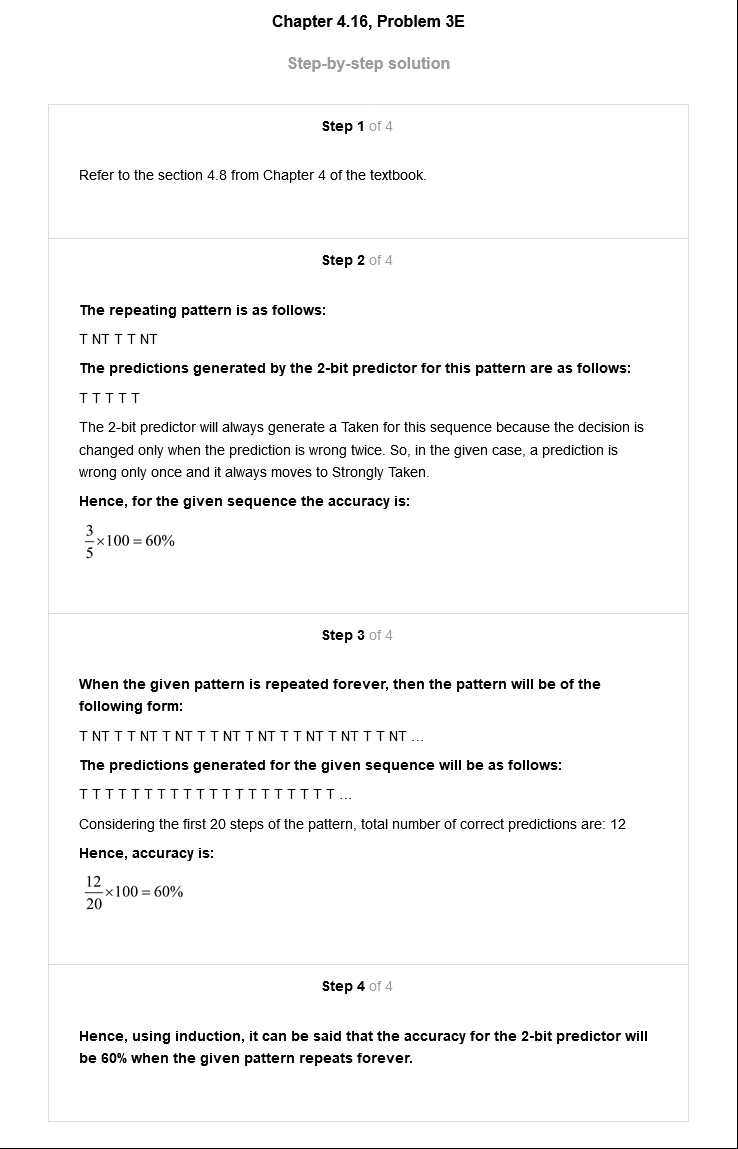 Chapter 4.16, Problem 3E
Step-by-step solution
Step 1 of 4
Refer to the section 4.8 from Chapter 4 of the textbook.
Step 2 of 4
The repeating pattern is as follows:
T NT T T NT
The predictions generated by the 2-bit predictor for this pattern are as follows:
T T T T T
The 2-bit predictor will always generate a Taken for this sequence because the decision is
changed only when the prediction is wrong twice. So, in the given case, a prediction is
wrong only once and it always moves to Strongly Taken.
Hence, for the given sequence the accuracy is:
3/5 ×100 = 60%
Step 3 of 4
When the given pattern is repeated forever, then the pattern will be of the
following form:
T NT T T NT T NT T T NT T NT T T NT T NT T T NT ...
The predictions generated for the given sequence will be as follows:
T T T T T T T T T T T T T T T T T T T T ...
Considering the first 20 steps of the pattern, total number of correct predictions are: 12
Hence, accuracy is:
12/20 ×100 = 60%
Step 4 of 4
Hence, using induction, it can be said that the accuracy for the 2-bit predictor will
be 60% when the given pattern repeats forever.